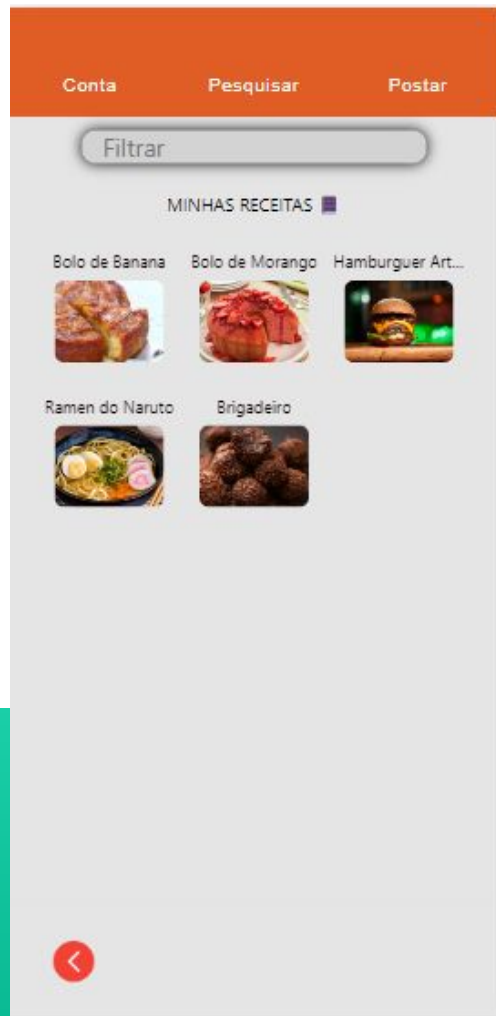 Conta Pesquisar Postar
Filtrar
MINHAS RECEITAS
Bolo de Banana Bolo de Morango Hamburguer Art...
Ramen do Naruto Brigadeiro